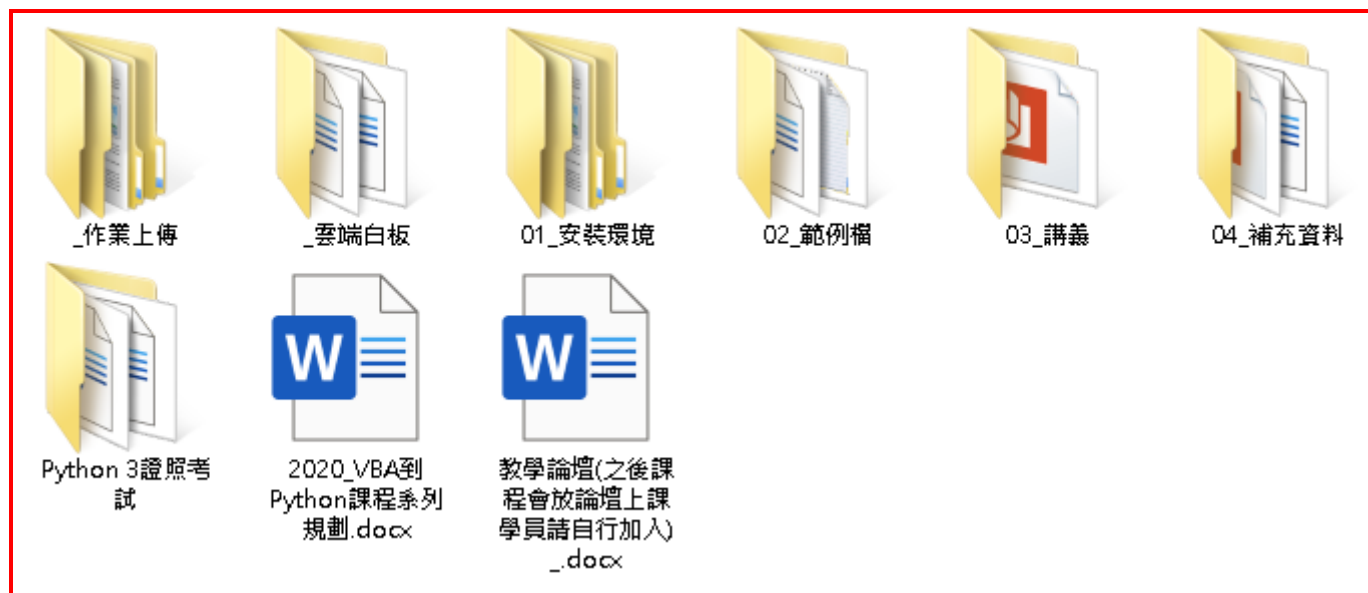 _作業上傳
_雲端白板
01_安裝環境
02_範例檔
03_講義
04_補充資料
Python 3證照考
試
2020_VBA到
Python課程系列
規劃.docx
教學論壇(之後課
程會放論壇上課
學員請自行加入)
_.docx